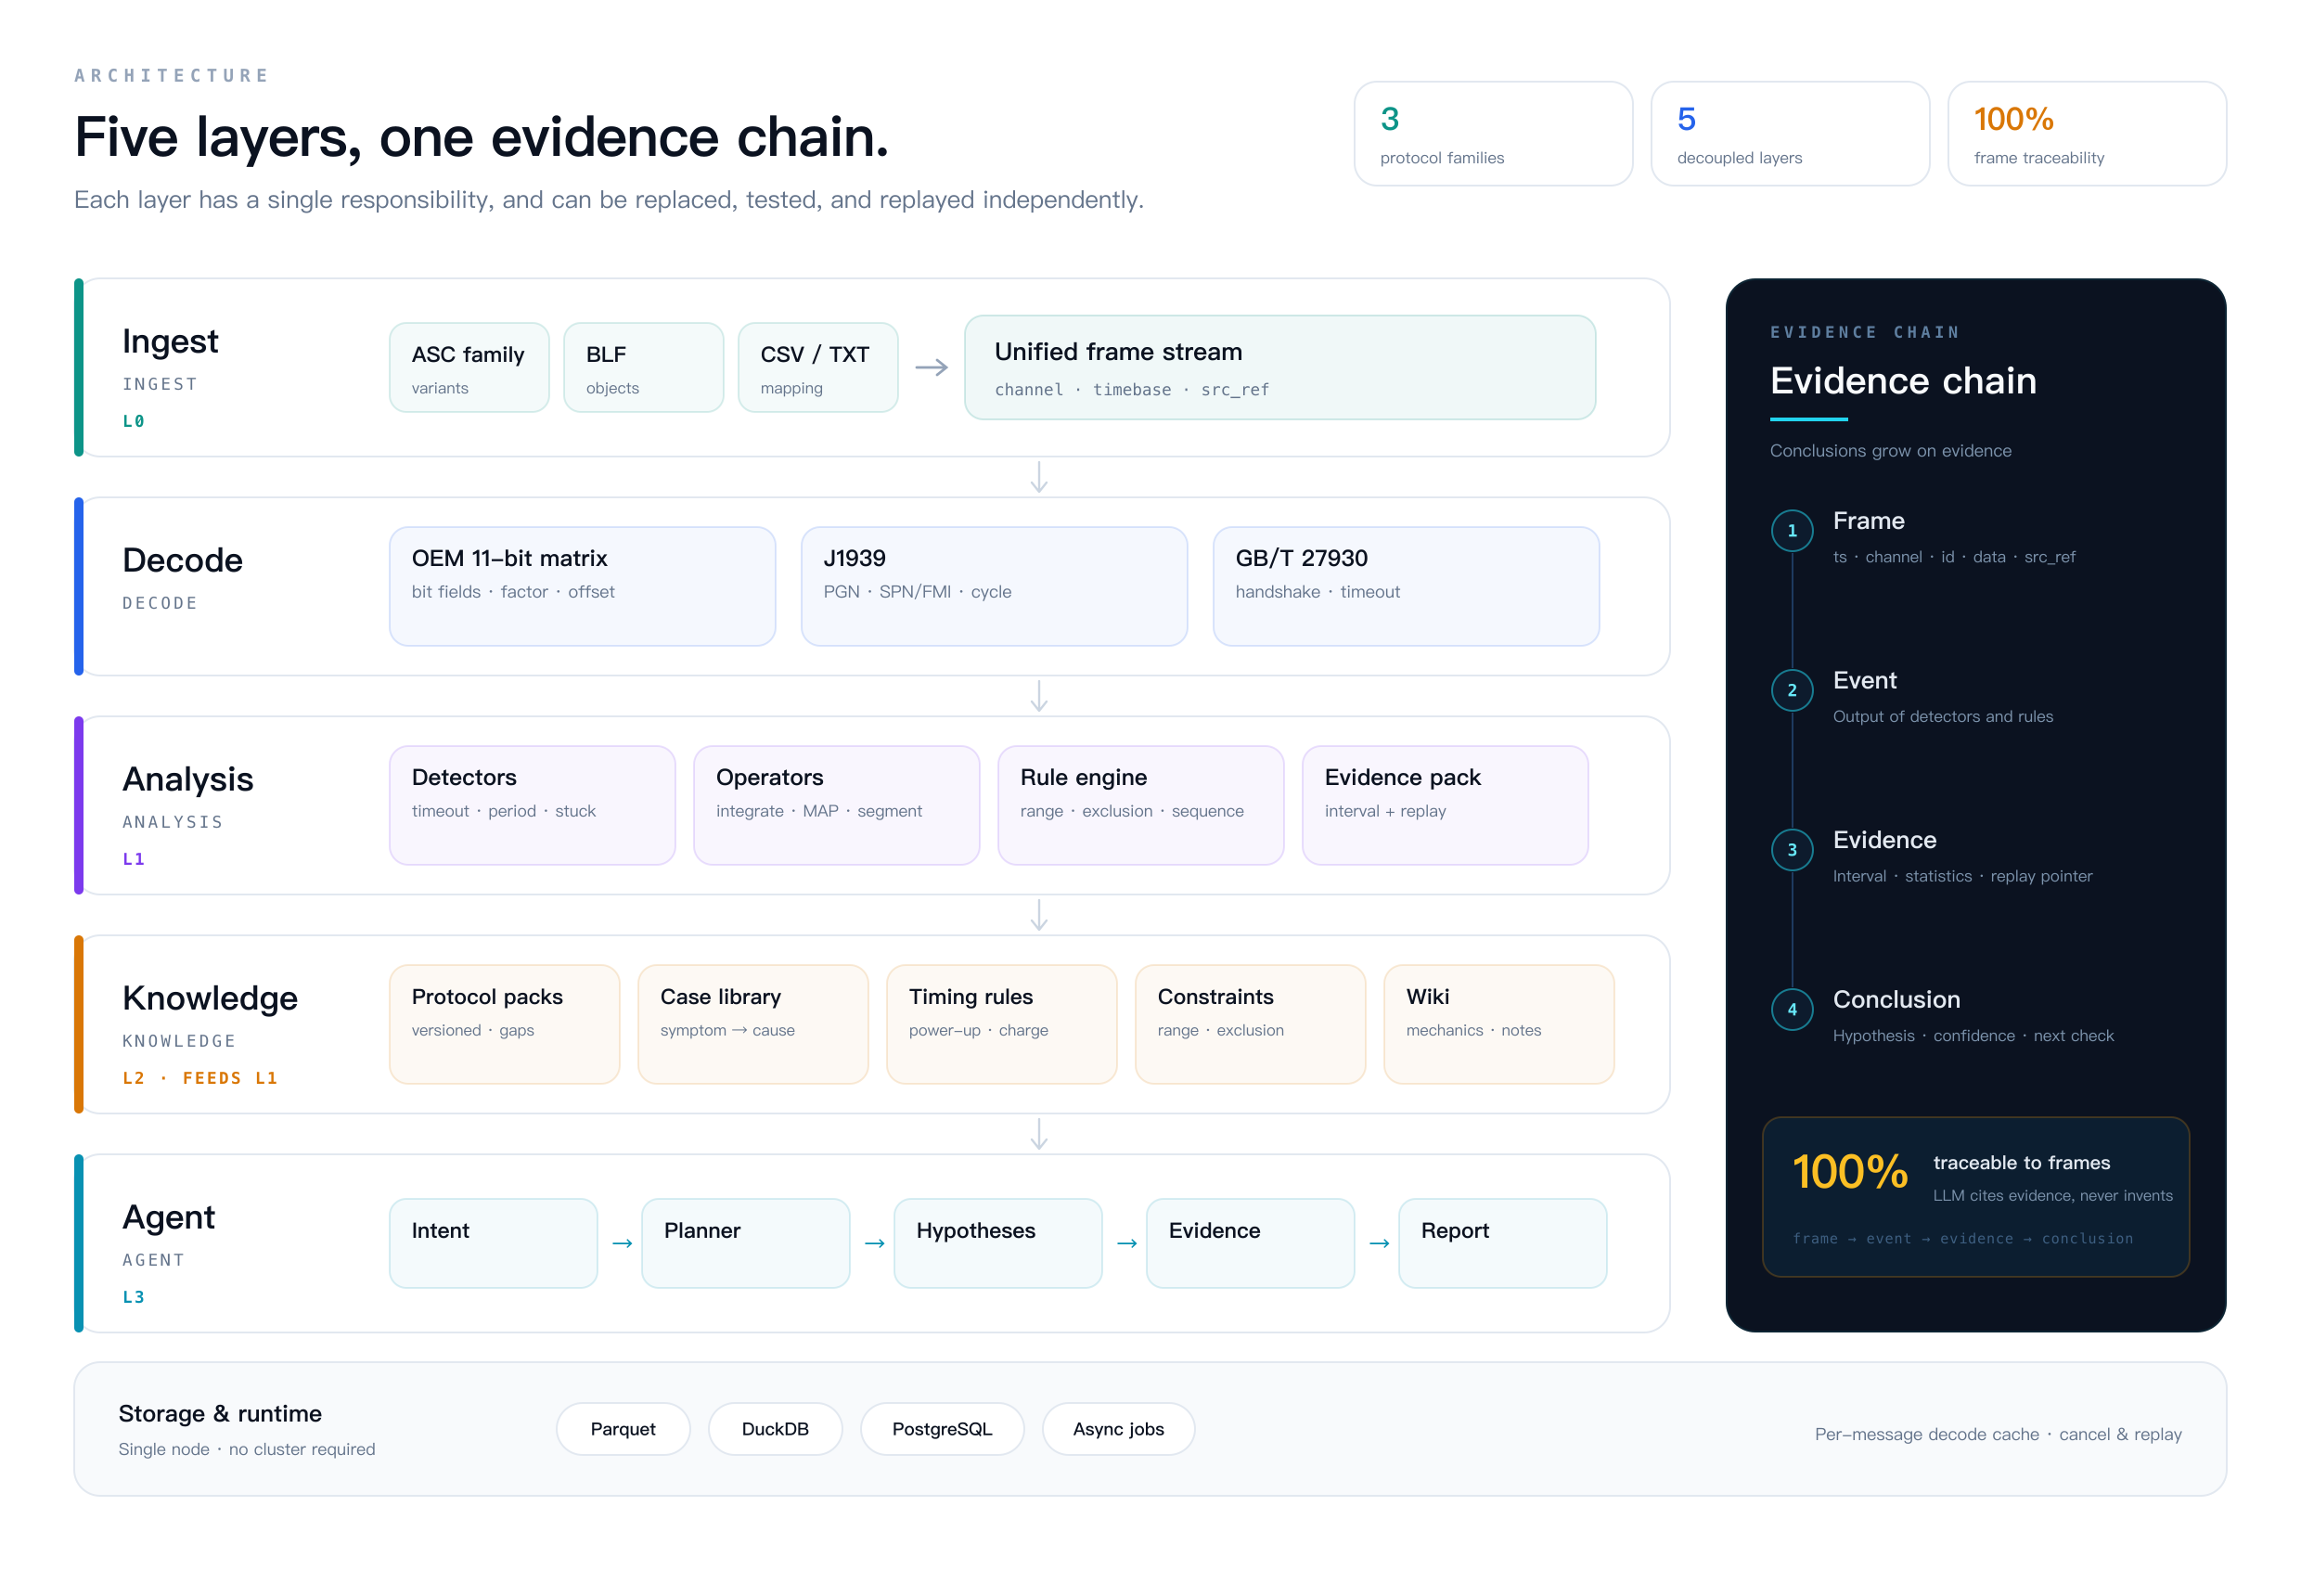 ARCHITECTURE
Five layers, one evidence chain.
Each layer has a single responsibility, and can be replaced, tested, and replayed independently.
3
protocol families
5
decoupled layers
100%
frame traceability
Ingest
INGEST
L0
ASC family
variants
BLF
objects
CSV / TXT
mapping
→
Unified frame stream
channel · timebase · src_ref
Decode
DECODE
OEM 11-bit matrix
bit fields · factor · offset
J1939
PGN · SPN/FMI · cycle
GB/T 27930
handshake · timeout
Analysis
ANALYSIS
L1
Detectors
timeout · period · stuck
Operators
integrate · MAP · segment
Rule engine
range · exclusion · sequence
Evidence pack
interval + replay
Knowledge
KNOWLEDGE
L2 · FEEDS L1
Protocol packs
versioned · gaps
Case library
symptom → cause
Timing rules
power-up · charge
Constraints
range · exclusion
Wiki
mechanics · notes
Agent
AGENT
L3
Intent
→
Planner
→
Hypotheses
→
Evidence
→
Report
EVIDENCE CHAIN
Evidence chain
Conclusions grow on evidence
1
Frame
ts · channel · id · data · src_ref
2
Event
Output of detectors and rules
3
Evidence
Interval · statistics · replay pointer
4
Conclusion
Hypothesis · confidence · next check
100%
traceable to frames
LLM cites evidence, never invents
frame → event → evidence → conclusion
Storage & runtime
Single node · no cluster required
Parquet
DuckDB
PostgreSQL
Async jobs
Per-message decode cache · cancel & replay